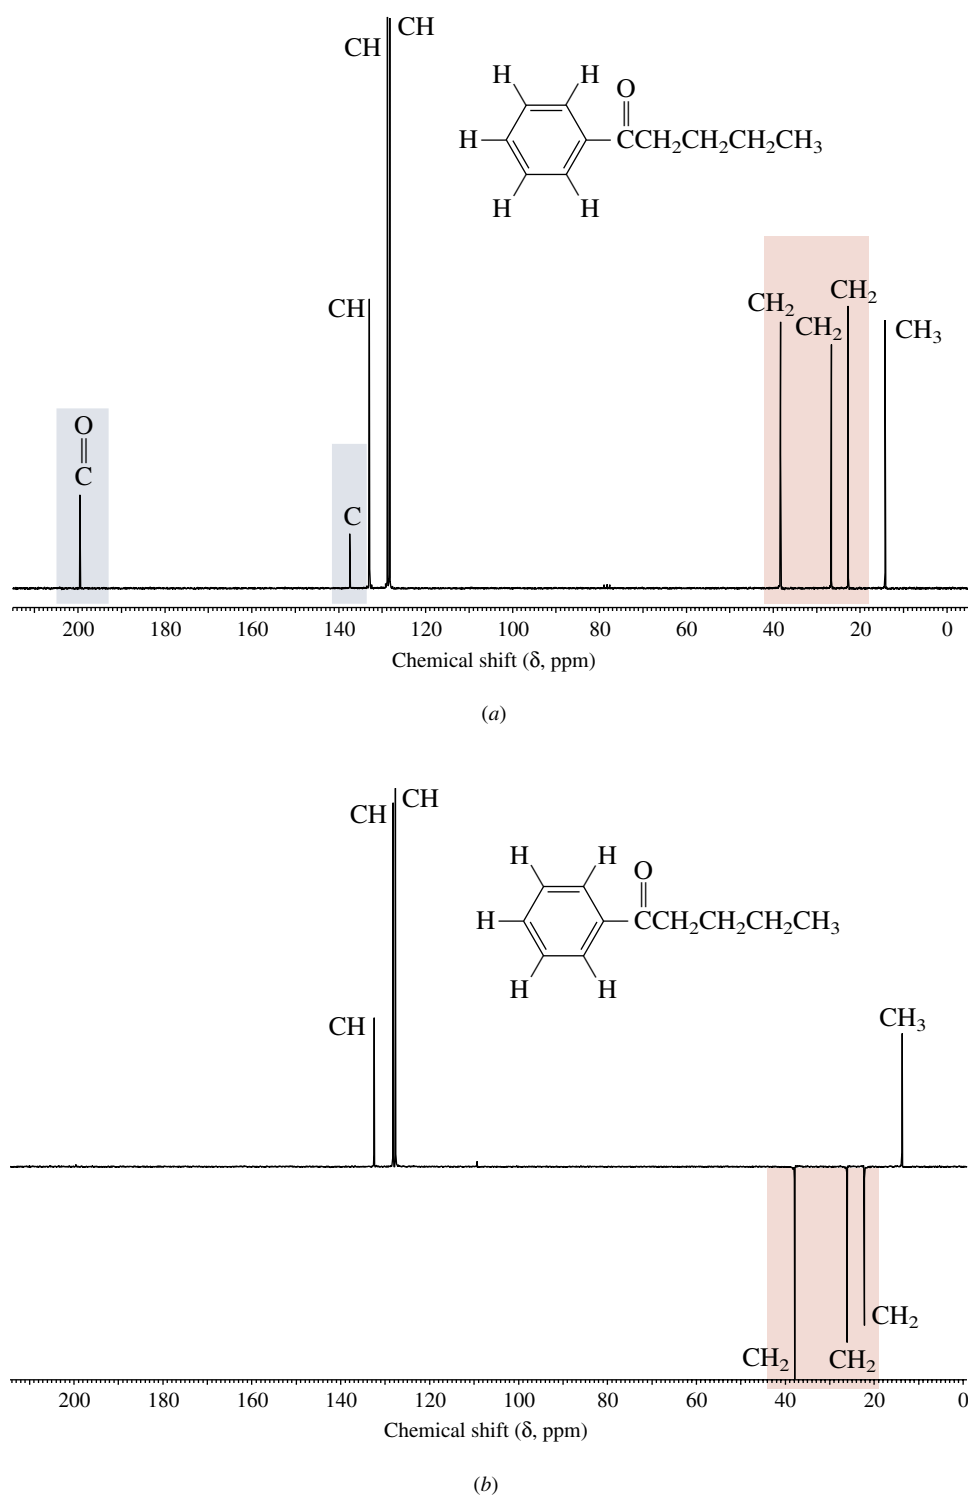 CH
CH
H
H
O
H
CCH₂CH₂CH₂CH₃
H
H
CH₂
CH₂
CH₂
CH₃
CH
O
C
C
200 180 160 140 120 100 80 60 40 20 0
Chemical shift (δ, ppm)
(a)
CH
CH
H
H
O
H
CCH₂CH₂CH₂CH₃
H
H
CH
CH₃
CH₂
CH₂
CH₂
200 180 160 140 120 100 80 60 40 20 0
Chemical shift (δ, ppm)
(b)